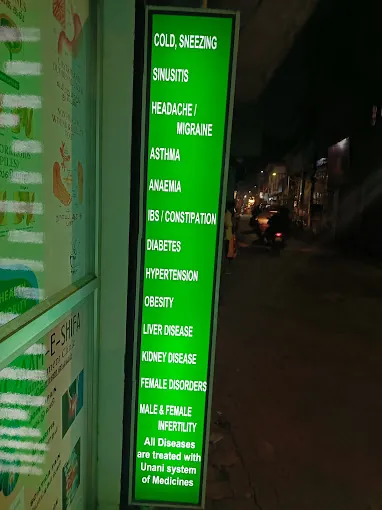 COLD, SNEEZING
SINUSITIS
HEADACHE /
MIGRAINE
ASTHMA
ANAEMIA
IBS / CONSTIPATION
DIABETES
HYPERTENSION
OBESITY
LIVER DISEASE
KIDNEY DISEASE
FEMALE DISORDERS
MALE & FEMALE
INFERTILITY
All Diseases
are treated with
Unani system
of Medicines
-E-SHIFA